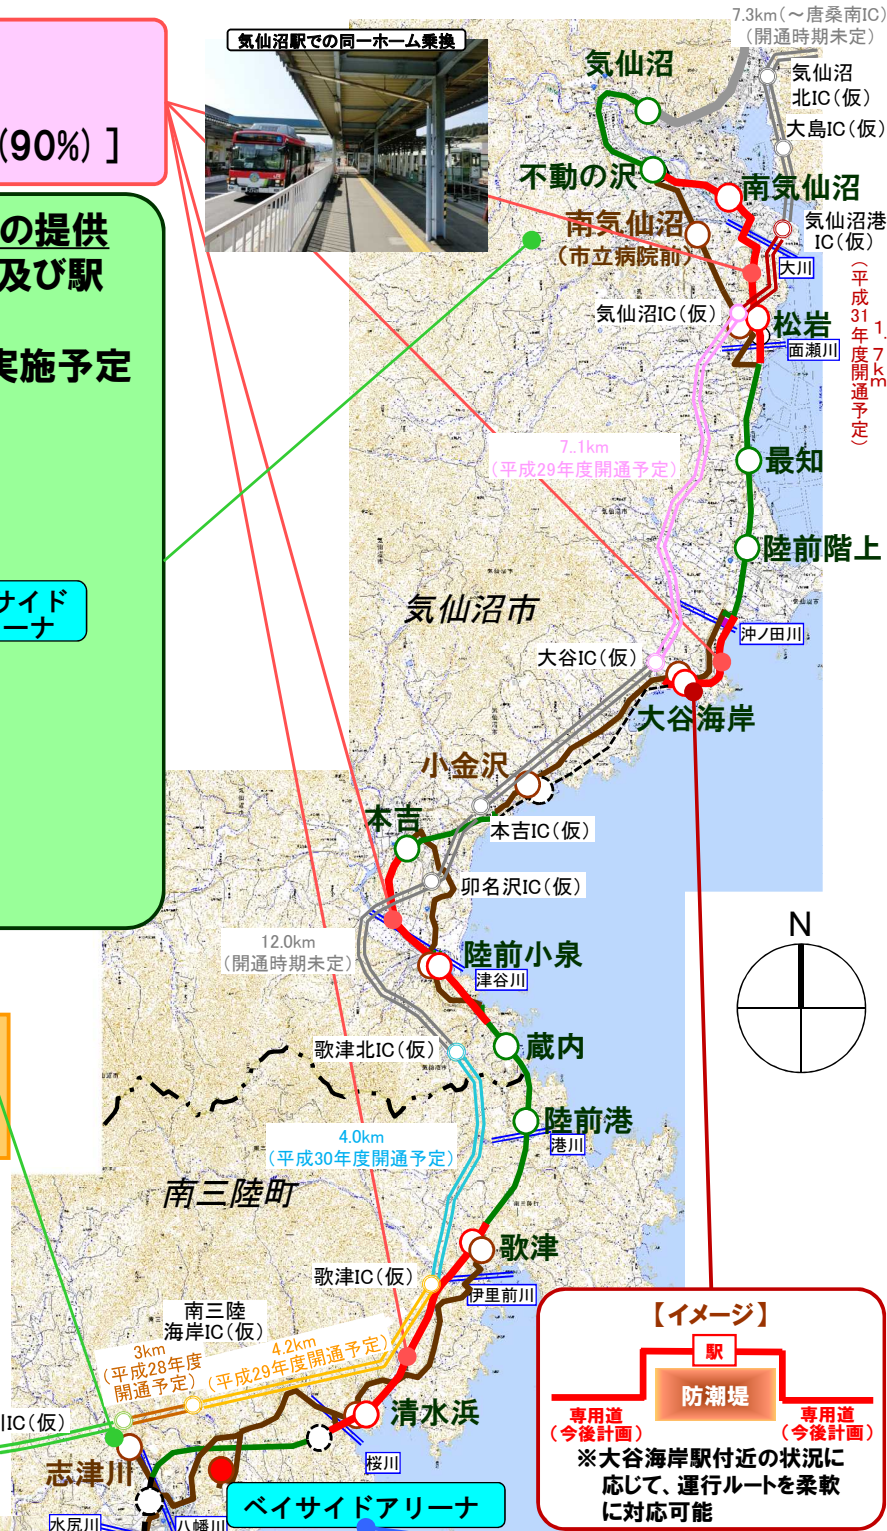 7.3km(～唐桑南IC)
(開通時期未定)
気仙沼駅での同一ホーム乗換
気仙沼
気仙沼
北IC(仮)
大島IC(仮)
(90%) ]
不動の沢
南気仙沼
の提供
及び駅
南気仙沼
(市立病院前)
気仙沼港
IC(仮)
大川
1.7km
(平成31年度開通予定)
気仙沼IC(仮)
松岩
面瀬川
実施予定
7..1km
(平成29年度開通予定)
最知
陸前階上
サイド
ーナ
気仙沼市
沖ノ田川
大谷IC(仮)
大谷海岸
小金沢
本吉
本吉IC(仮)
卯名沢IC(仮)
12.0km
(開通時期未定)
陸前小泉
津谷川
N
歌津北IC(仮)
蔵内
陸前港
港川
4.0km
(平成30年度開通予定)
南三陸町
歌津
歌津IC(仮)
伊里前川
南三陸
海岸IC(仮)
3km
(平成28年度
開通予定)
4.2km
(平成29年度開通予定)
川IC(仮)
清水浜
志津川
桜川
ベイサイドアリーナ
水尻川
八幡川
【イメージ】
駅
防潮堤
専用道
(今後計画)
専用道
(今後計画)
※大谷海岸駅付近の状況に
応じて、運行ルートを柔軟
に対応可能